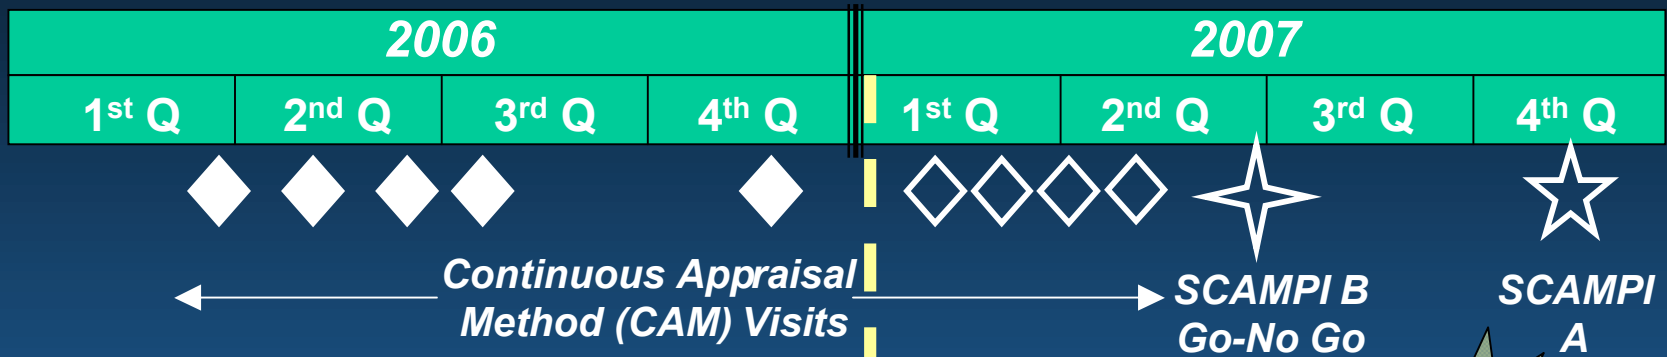 2006 2007
1st Q 2nd Q 3rd Q 4th Q 1st Q 2nd Q 3rd Q 4th Q
Continuous Appraisal
Method (CAM) Visits
SCAMPI B
Go-No Go
SCAMPI
A